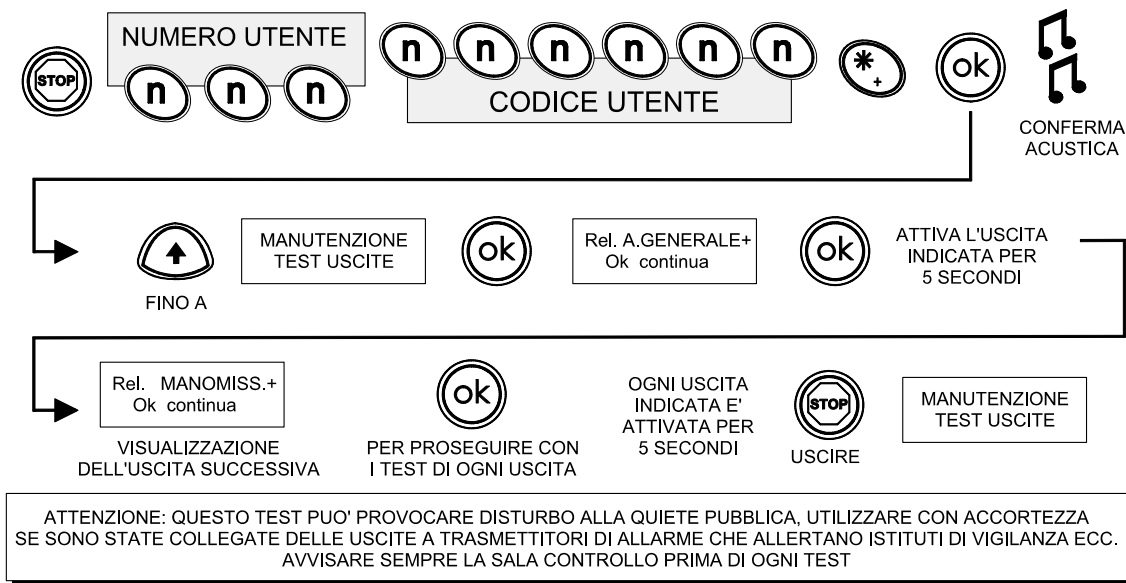 STOP
NUMERO UTENTE
n n n
n n n n n n
CODICE UTENTE
*
+
ok
CONFERMA
ACUSTICA
FINO A
MANUTENZIONE
TEST USCITE
ok
Rel. A.GENERALE+
Ok continua
ok
ATTIVA L'USCITA
INDICATA PER
5 SECONDI
Rel. MANOMISS.+
Ok continua
VISUALIZZAZIONE
DELL'USCITA SUCCESSIVA
ok
PER PROSEGUIRE CON
I TEST DI OGNI USCITA
OGNI USCITA
INDICATA E'
ATTIVATA PER
5 SECONDI
STOP
USCIRE
MANUTENZIONE
TEST USCITE
ATTENZIONE: QUESTO TEST PUO' PROVOCARE DISTURBO ALLA QUIETE PUBBLICA, UTILIZZARE CON ACCORTEZZA
SE SONO STATE COLLEGATE DELLE USCITE A TRASMETTITORI DI ALLARME CHE ALLERTANO ISTITUTI DI VIGILANZA ECC.
AVVISARE SEMPRE LA SALA CONTROLLO PRIMA DI OGNI TEST